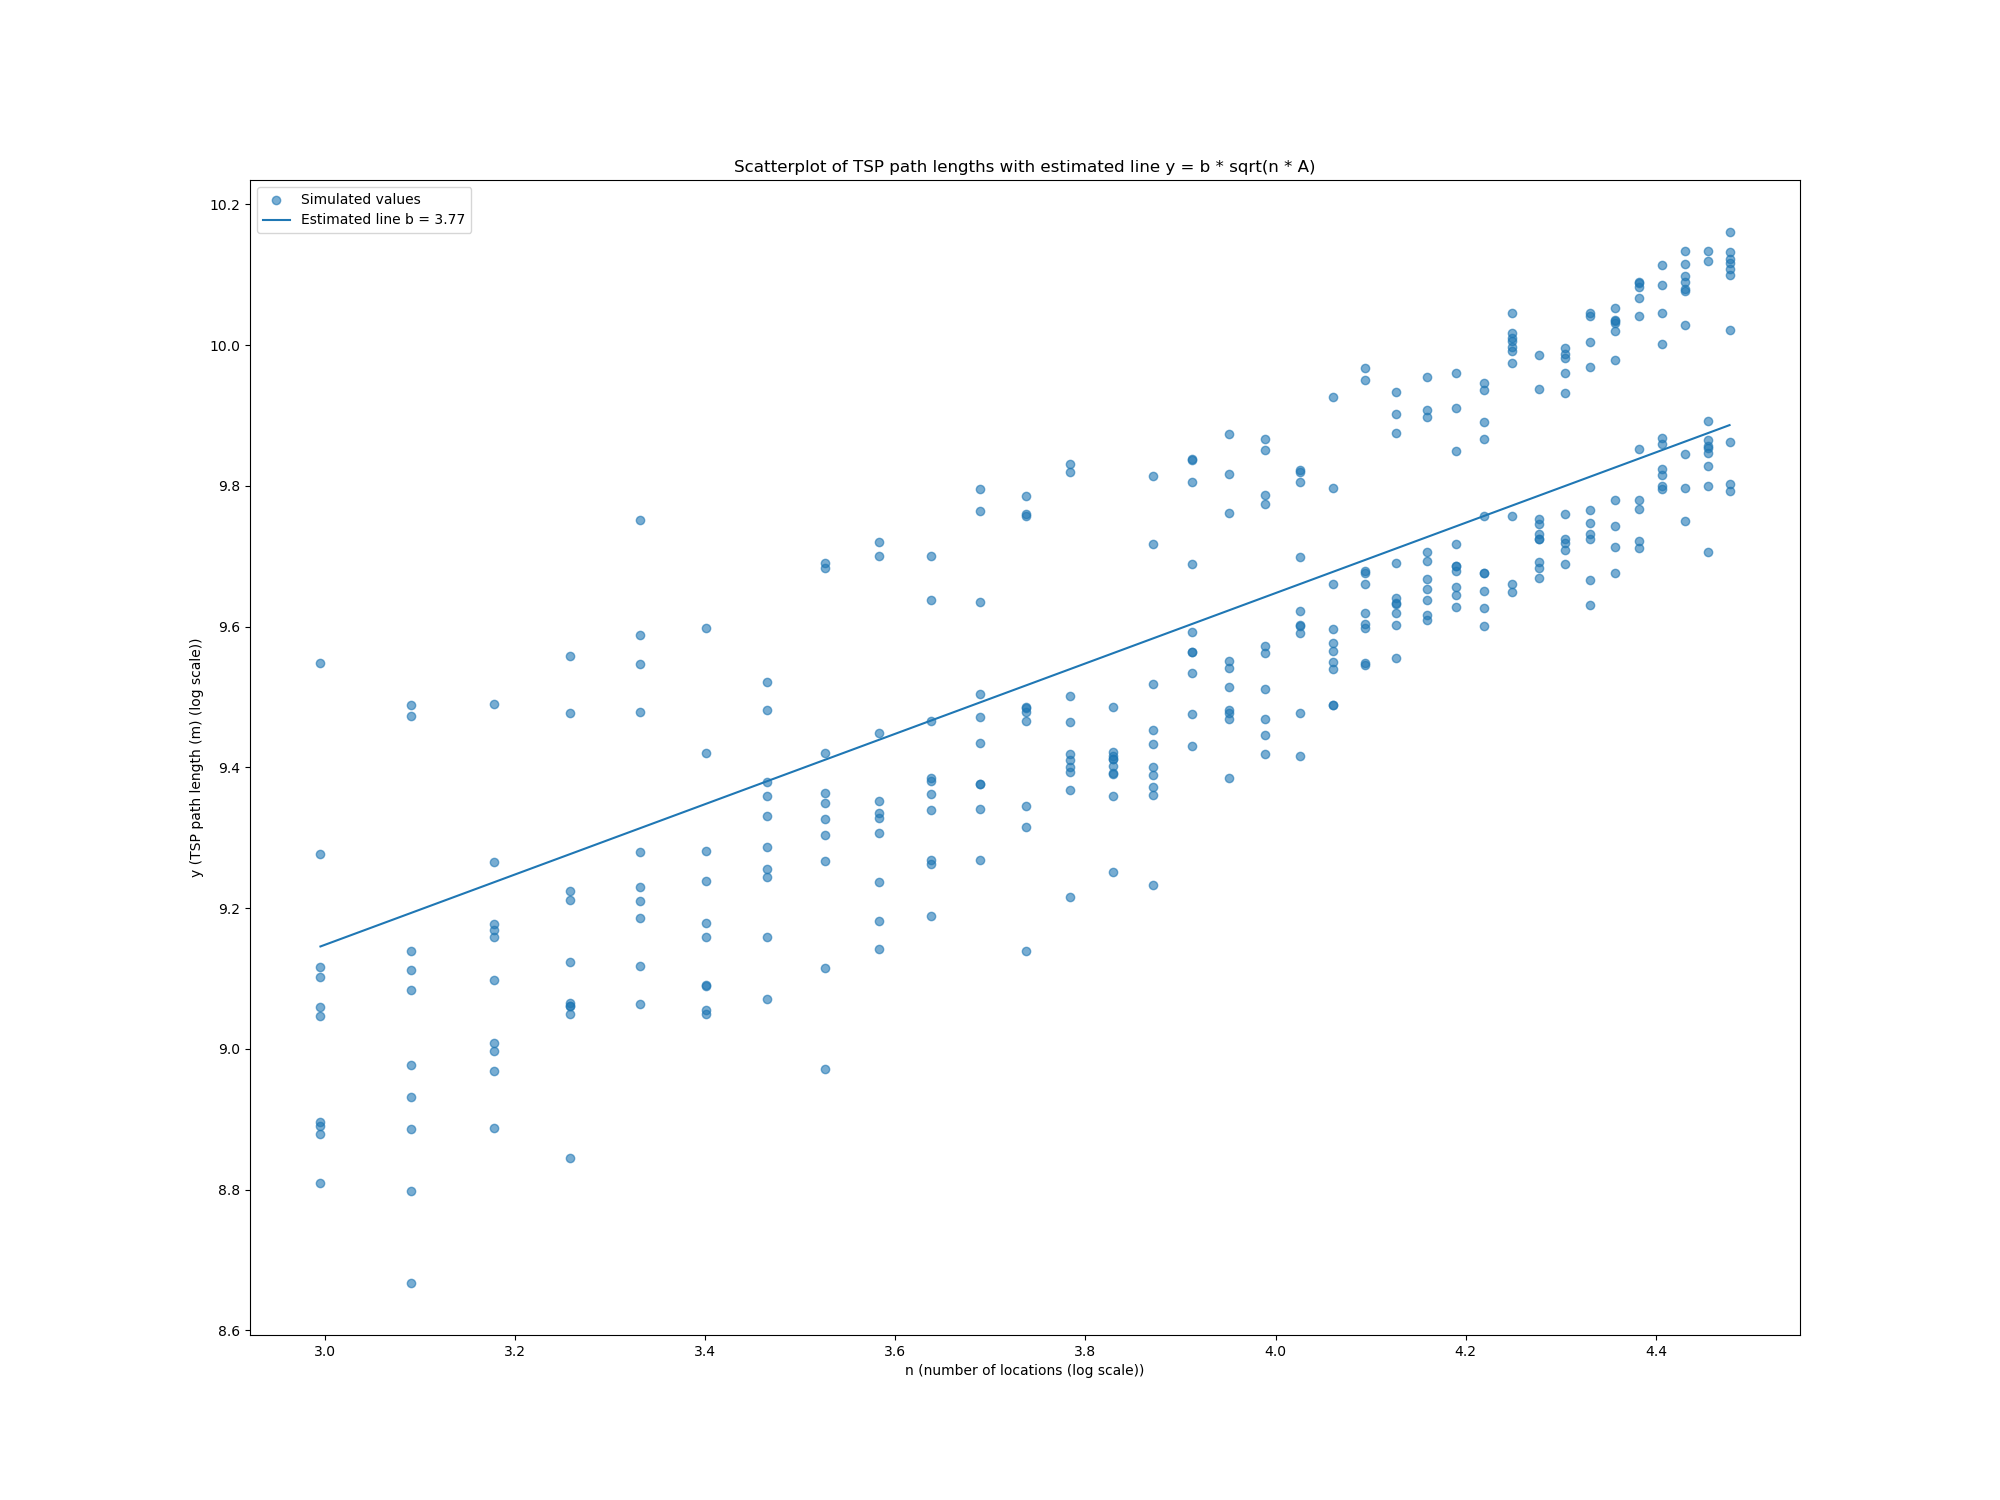 Scatterplot of TSP path lengths with estimated line y = b * sqrt(n * A)
Simulated values
Estimated line b = 3.77
10.2
10.0
9.8
9.6
9.4
9.2
9.0
8.8
8.6
y (TSP path length (m) (log scale))
3.0 3.2 3.4 3.6 3.8 4.0 4.2 4.4
n (number of locations (log scale))